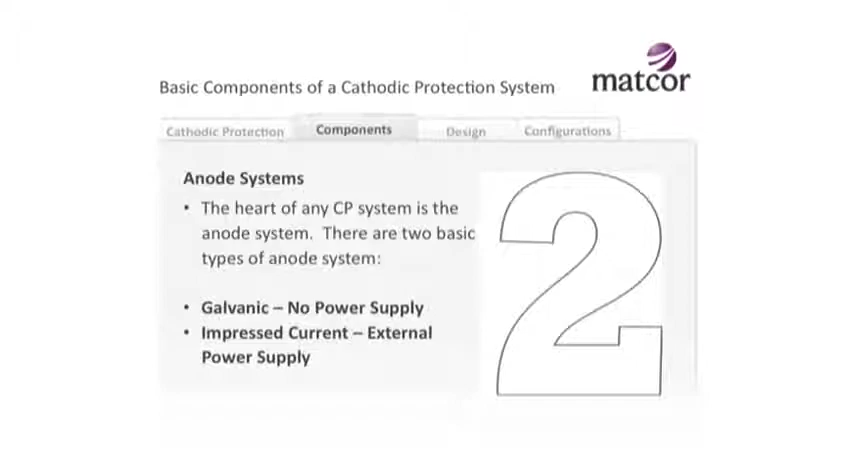 matcor
Basic Components of a Cathodic Protection System
Cathodic Protection
Components
Design
Configurations
Anode Systems
• The heart of any CP system is the
anode system. There are two basic
types of anode system:
• Galvanic – No Power Supply
• Impressed Current – External
Power Supply
2